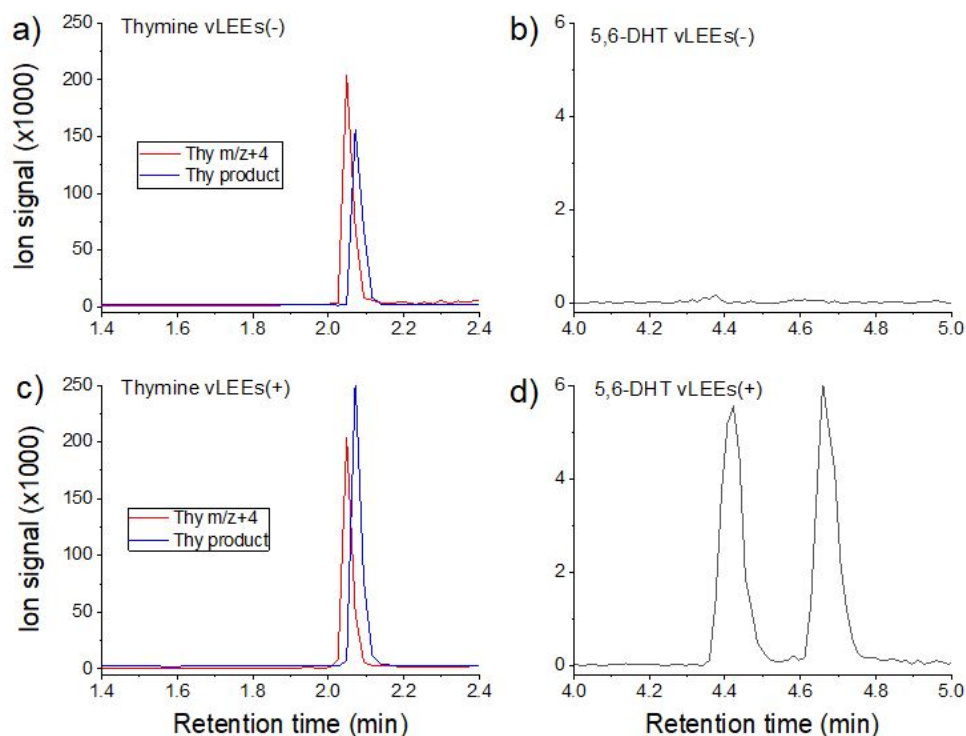 a) Thymine vLEEs(-)
250
200
150
100
50
0
Thy m/z+4
Thy product
Ion signal (x1000)
1.4 1.6 1.8 2.0 2.2 2.4
b) 5,6-DHT vLEEs(-)
6
4
2
0
4.0 4.2 4.4 4.6 4.8 5.0
c) Thymine vLEEs(+)
250
200
150
100
50
0
Thy m/z+4
Thy product
Ion signal (x1000)
1.4 1.6 1.8 2.0 2.2 2.4
Retention time (min)
d) 5,6-DHT vLEEs(+)
6
4
2
0
4.0 4.2 4.4 4.6 4.8 5.0
Retention time (min)